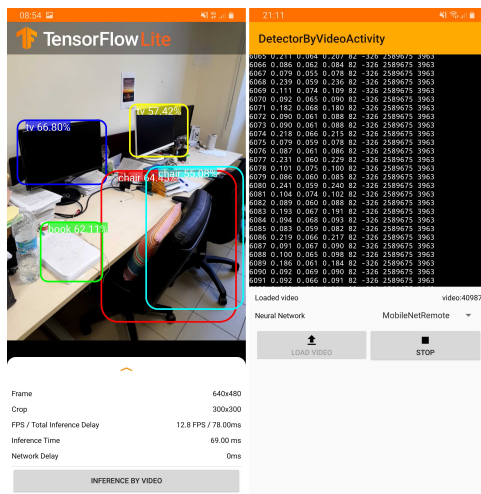 08:54
TensorFlow Lite
tv 57.42%
tv 66.80%
chair 64.45%
chair 55.08%
book 62.11%
Frame 640x480
Crop 300x300
FPS / Total Inference Delay 12.8 FPS / 78.00ms
Inference Time 69.00 ms
Network Delay 0ms
INFERENCE BY VIDEO
21:11
DetectorByVideoActivity
6065 0.211 0.064 0.207 82 -326 2589675 3963
6066 0.086 0.062 0.084 82 -326 2589675 3963
6067 0.079 0.055 0.078 82 -326 2589675 3963
6068 0.239 0.059 0.236 82 -326 2589675 3963
6069 0.111 0.074 0.109 82 -326 2589675 3963
6070 0.092 0.065 0.090 82 -326 2589675 3963
6071 0.182 0.068 0.180 82 -326 2589675 3963
6072 0.090 0.061 0.088 82 -326 2589675 3963
6073 0.090 0.061 0.088 82 -326 2589675 3963
6074 0.218 0.066 0.215 82 -326 2589675 3963
6075 0.079 0.059 0.078 82 -326 2589675 3963
6076 0.087 0.061 0.086 82 -326 2589675 3963
6077 0.231 0.060 0.229 82 -326 2589675 3963
6078 0.101 0.075 0.100 82 -326 2589675 3963
6079 0.086 0.060 0.085 82 -326 2589675 3963
6080 0.241 0.059 0.240 82 -326 2589675 3963
6081 0.104 0.074 0.102 82 -326 2589675 3963
6082 0.089 0.060 0.088 82 -326 2589675 3963
6083 0.193 0.067 0.191 82 -326 2589675 3963
6084 0.094 0.068 0.093 82 -326 2589675 3963
6085 0.083 0.059 0.082 82 -326 2589675 3963
6086 0.219 0.066 0.217 82 -326 2589675 3963
6087 0.091 0.067 0.090 82 -326 2589675 3963
6088 0.100 0.065 0.098 82 -326 2589675 3963
6089 0.186 0.061 0.184 82 -326 2589675 3963
6090 0.092 0.069 0.090 82 -326 2589675 3963
6091 0.092 0.066 0.091 82 -326 2589675 3963
Loaded video video:40987
Neural Network MobileNetRemote
LOAD VIDEO
STOP